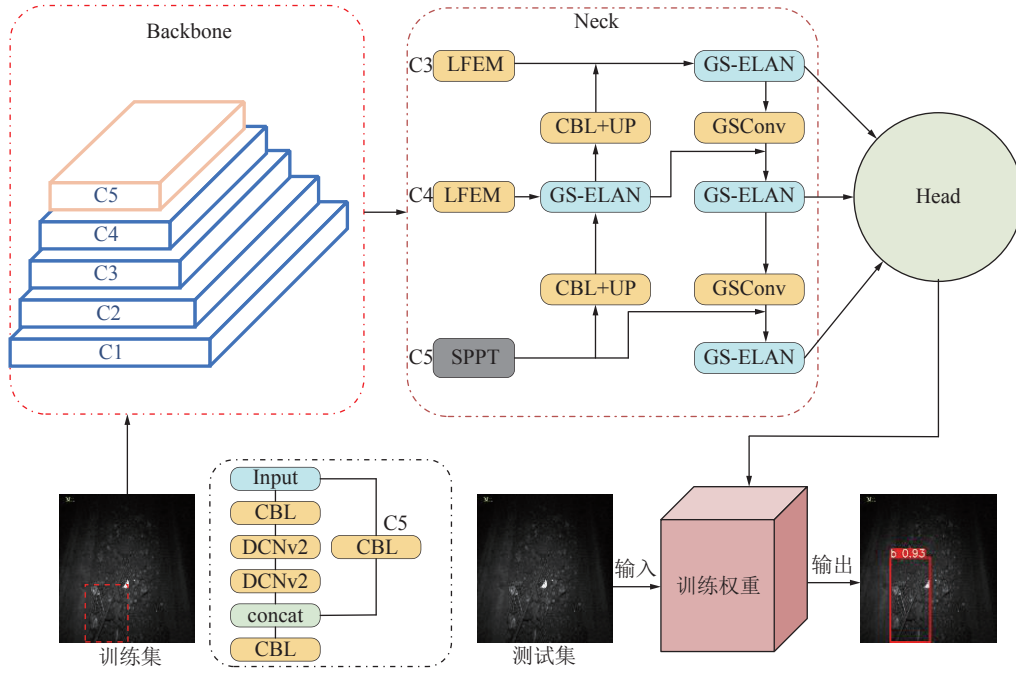 Backbone
C5
C4
C3
C2
C1
Neck
C3 LFEM
GS-ELAN
CBL+UP
GSConv
C4 LFEM
GS-ELAN
GS-ELAN
CBL+UP
GSConv
C5 SPPT
GS-ELAN
Head
训练集
Input
CBL
DCNv2
DCNv2
concat
CBL
C5
CBL
测试集
输入
训练权重
输出
b 0.93